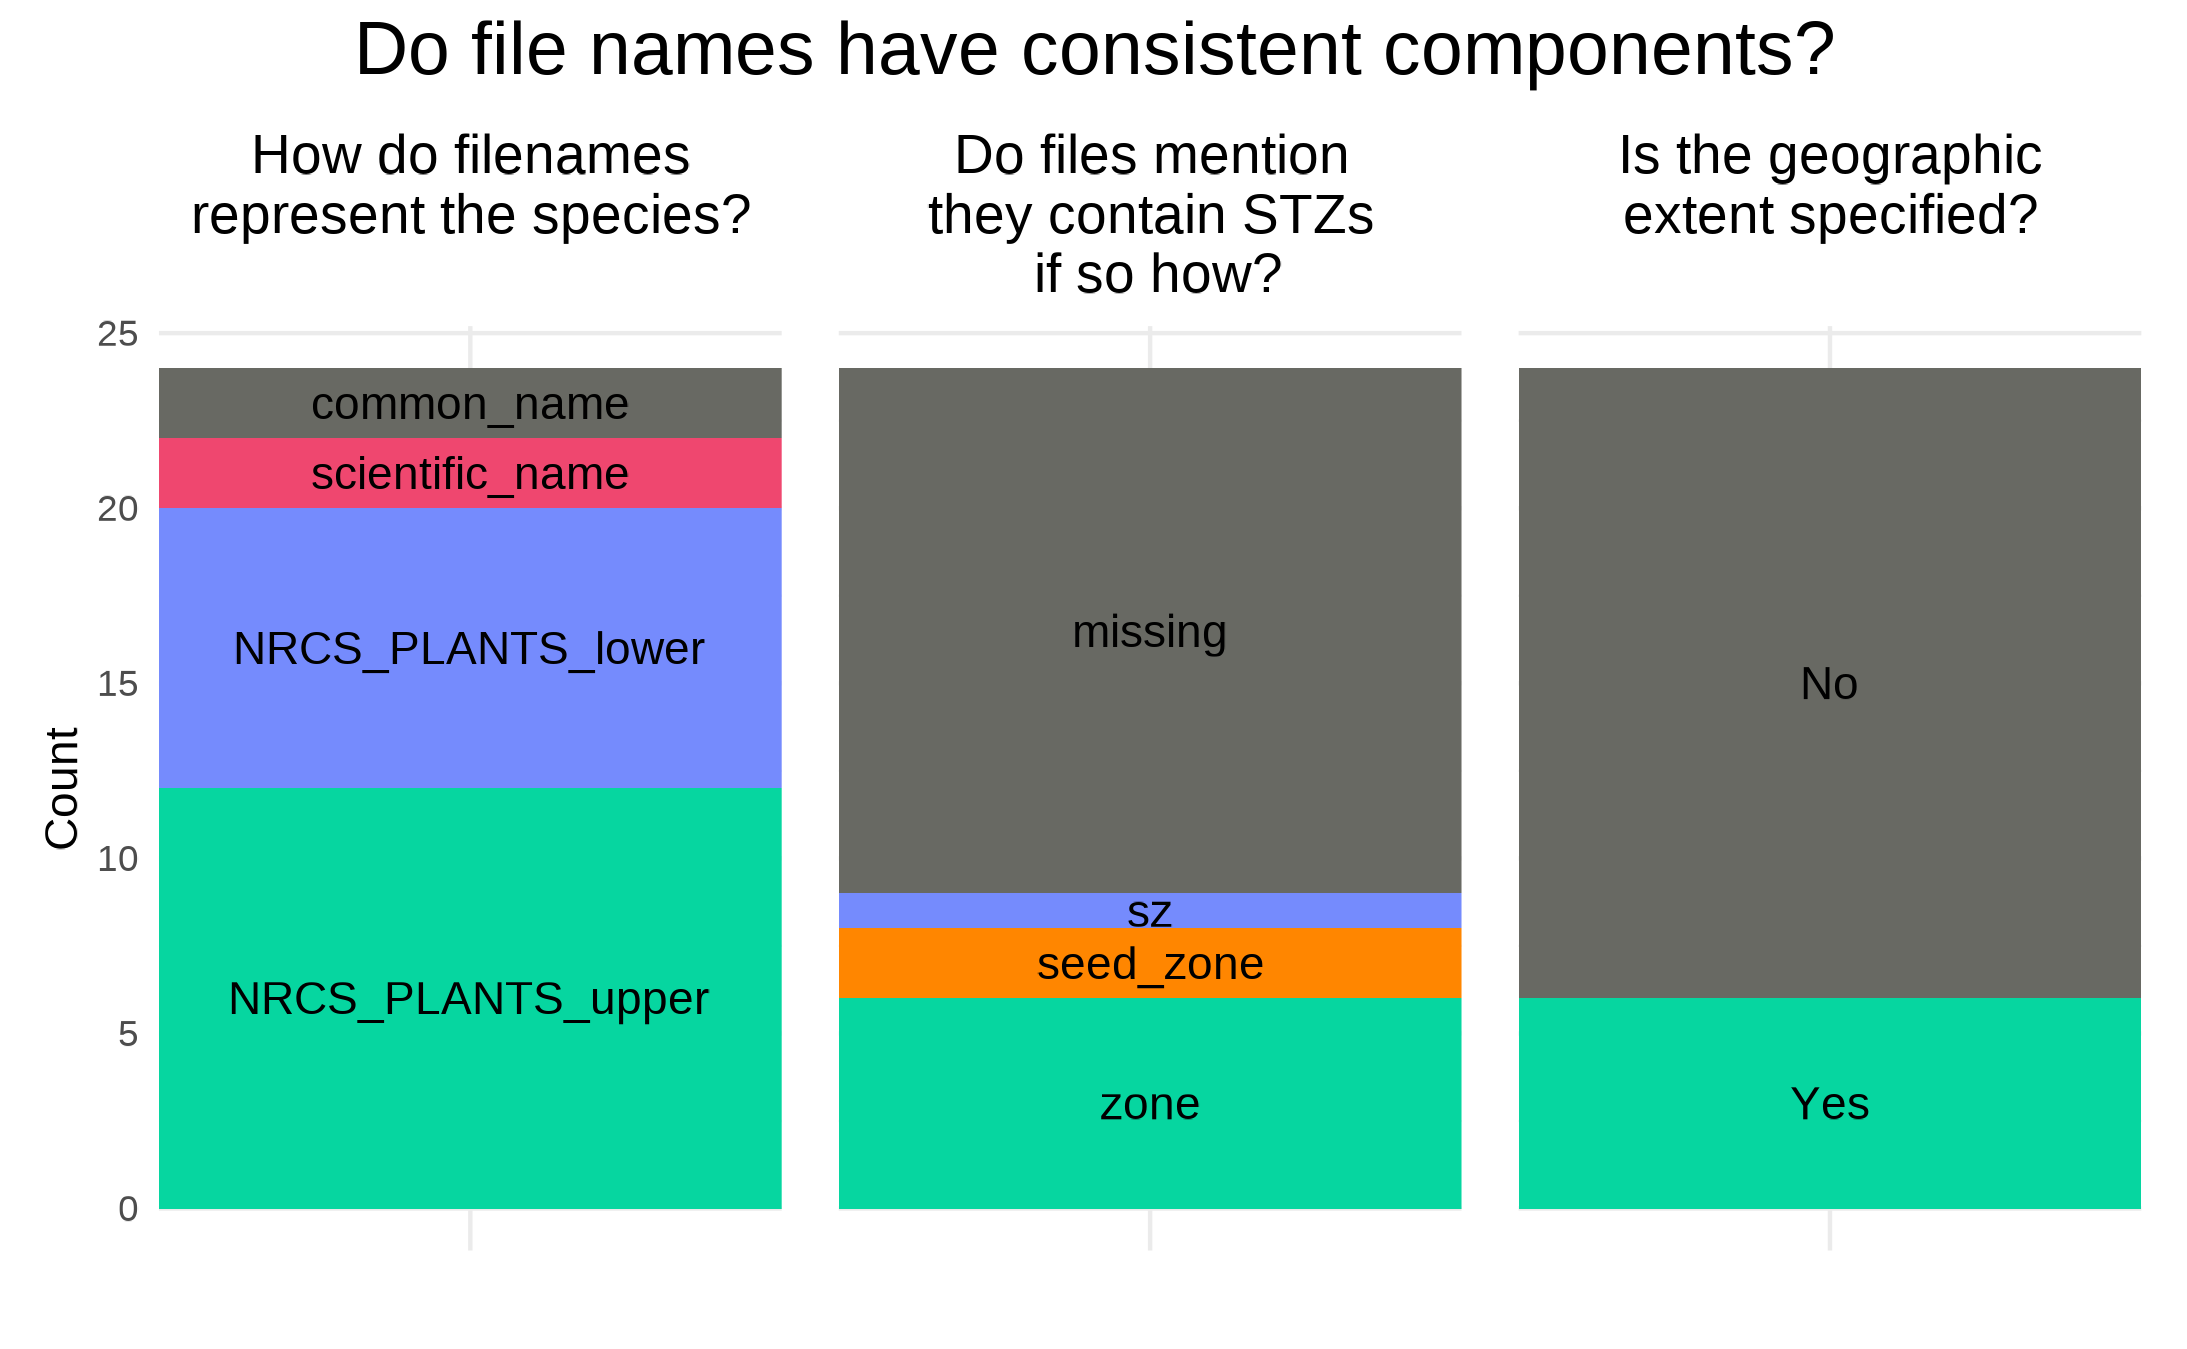 Do file names have consistent components?
How do filenames
represent the species?
Do files mention
they contain STZs
if so how?
Is the geographic
extent specified?
Count
25
20
15
10
5
0
common_name
scientific_name
NRCS_PLANTS_lower
NRCS_PLANTS_upper
missing
sz
seed_zone
zone
No
Yes